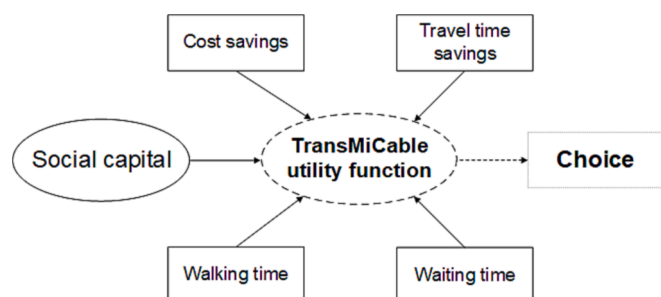 Cost savings
Travel time
savings
Social capital
TransMiCable
utility function
Choice
Walking time
Waiting time